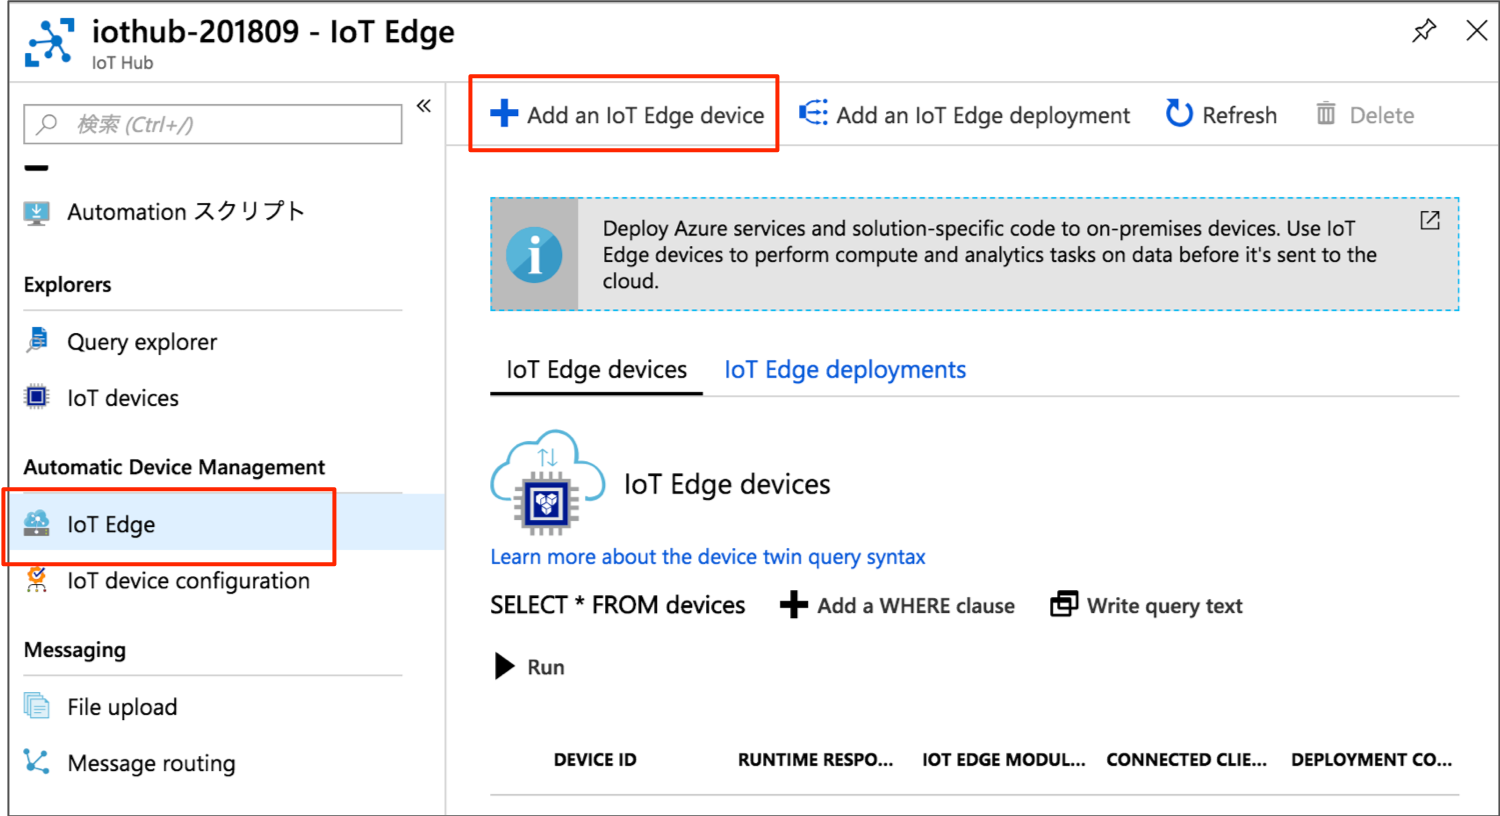 iothub-201809 - IoT Edge
IoT Hub
検索 (Ctrl+/)
«
Automation スクリプト
Explorers
Query explorer
IoT devices
Automatic Device Management
IoT Edge
IoT device configuration
Messaging
File upload
Message routing
Add an IoT Edge device
Add an IoT Edge deployment
Refresh
Delete
Deploy Azure services and solution-specific code to on-premises devices. Use IoT
Edge devices to perform compute and analytics tasks on data before it's sent to the
cloud.
IoT Edge devices
IoT Edge deployments
IoT Edge devices
Learn more about the device twin query syntax
SELECT * FROM devices
Add a WHERE clause
Write query text
Run
DEVICE ID
RUNTIME RESPO...
IOT EDGE MODUL...
CONNECTED CLIE...
DEPLOYMENT CO...